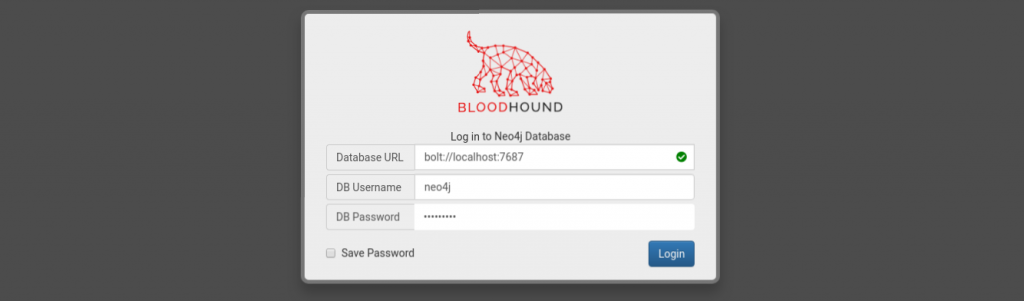 BLOODHOUND
Log in to Neo4j Database
Database URL bolt://localhost:7687
DB Username neo4j
DB Password •••••••••
Save Password Login